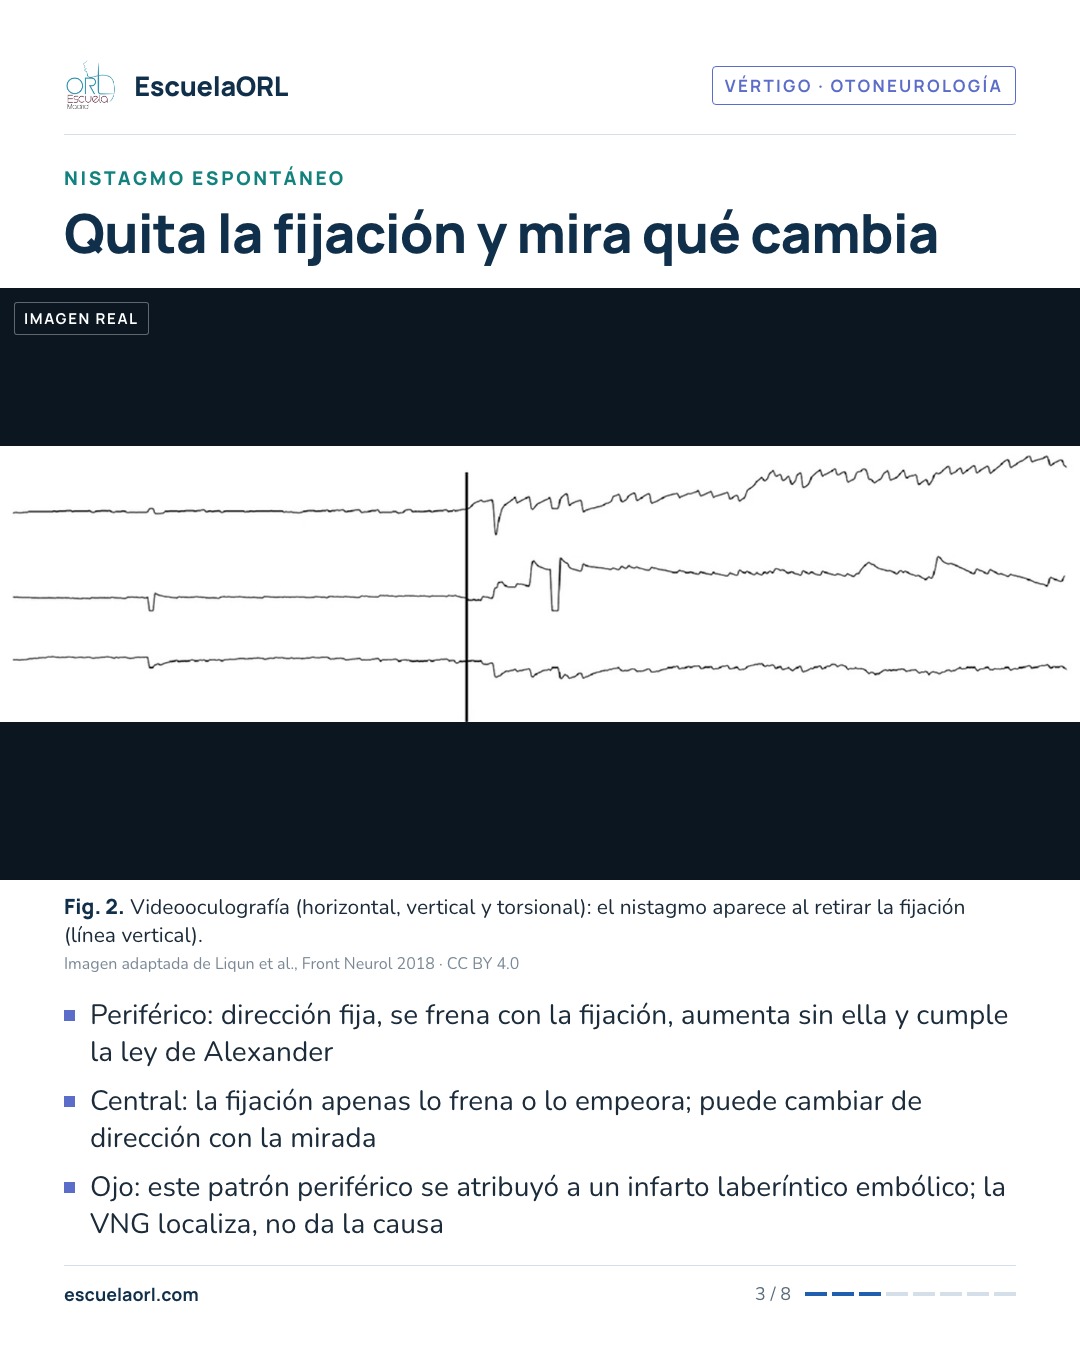 ORL
Escuela
Madrid
EscuelaORL
VÉRTIGO · OTONEUROLOGÍA
NISTAGMO ESPONTÁNEO
Quita la fijación y mira qué cambia
IMAGEN REAL
Fig. 2. Videooculografía (horizontal, vertical y torsional): el nistagmo aparece al retirar la fijación
(línea vertical).
Imagen adaptada de Liqun et al., Front Neurol 2018 · CC BY 4.0
Periférico: dirección fija, se frena con la fijación, aumenta sin ella y cumple
la ley de Alexander
Central: la fijación apenas lo frena o lo empeora; puede cambiar de
dirección con la mirada
Ojo: este patrón periférico se atribuyó a un infarto laberíntico embólico; la
VNG localiza, no da la causa
escuelaorl.com
3 / 8